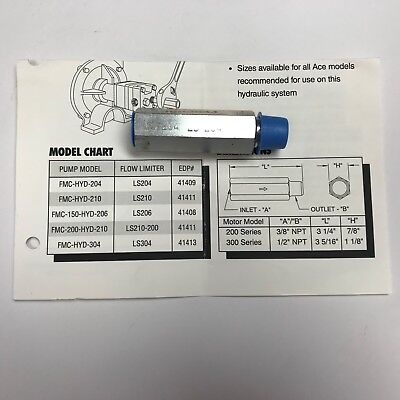 • Sizes available for all Ace models
recommended for use on this
hydraulic system
MODEL CHART
PUMP MODEL FLOW LIMITER EDP#
FMC-HYD-204 LS204 41409
FMC-HYD-210 LS210 41411
FMC-150-HYD-206 LS206 41408
FMC-200-HYD-210 LS210-200 41411
FMC-HYD-304 LS304 41413
"L" "H"
INLET - "A" OUTLET - "B"
Motor Model "A"/"B" "L" "H"
200 Series 3/8" NPT 3 1/4" 7/8"
300 Series 1/2" NPT 3 5/16" 1 1/8"